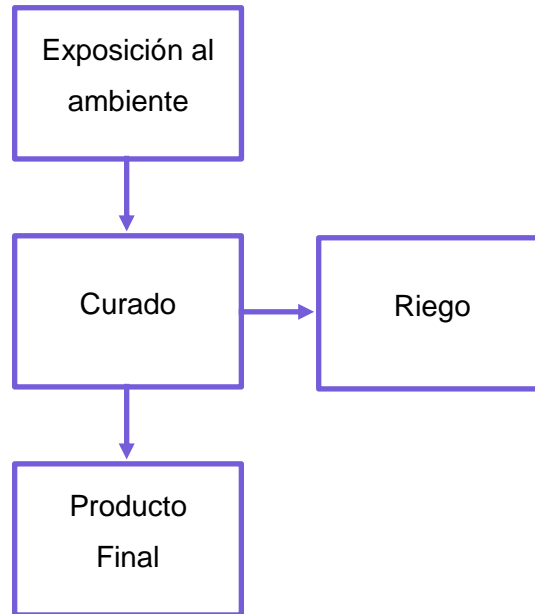 Exposición al
ambiente
Curado
Riego
Producto
Final